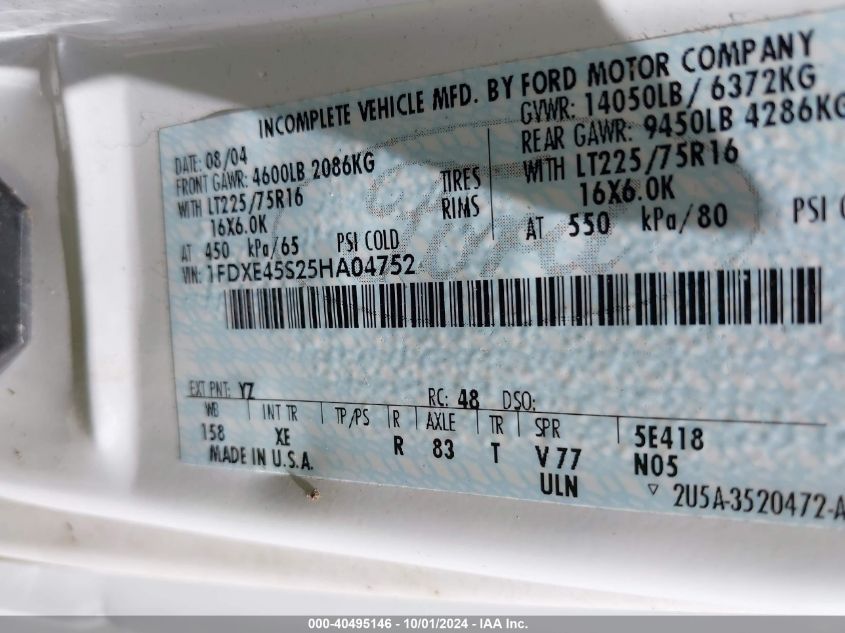 INCOMPLETE VEHICLE MFD. BY FORD MOTOR COMPANY
DATE: 08/04 GVWR: 14050LB/ 6372KG
FRONT GAWR: 4600LB 2086KG REAR GAWR: 9450LB 4286KG
WITH LT225/75R16 TIRES WITH LT225/75R16
16X6.0K RIMS 16X6.0K
AT 450 kPa/65 PSI COLD AT 550 kPa/80 PSI
VIN: 1FDXE45S25HA04752
Ford
EXT PNT: YZ RC: 48 DSO:
WB INT TR TP/PS R AXLE TR SPR 5E418
158 XE R 83 T V77 N05
MADE IN U.S.A. ULN
▽ 2U5A-3520472-A
000-40495146 - 10/01/2024 - IAA Inc.